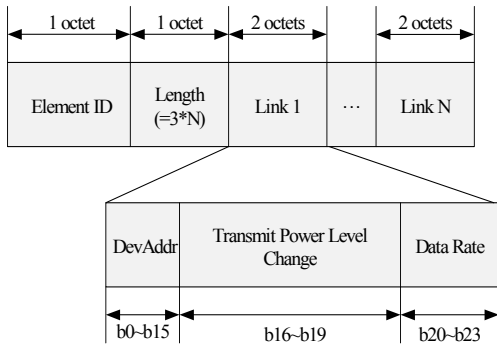 1 octet 1 octet 2 octets 2 octets
Element ID Length (=3*N) Link 1 ... Link N
DevAddr Transmit Power Level Change Data Rate
b0~b15 b16~b19 b20~b23